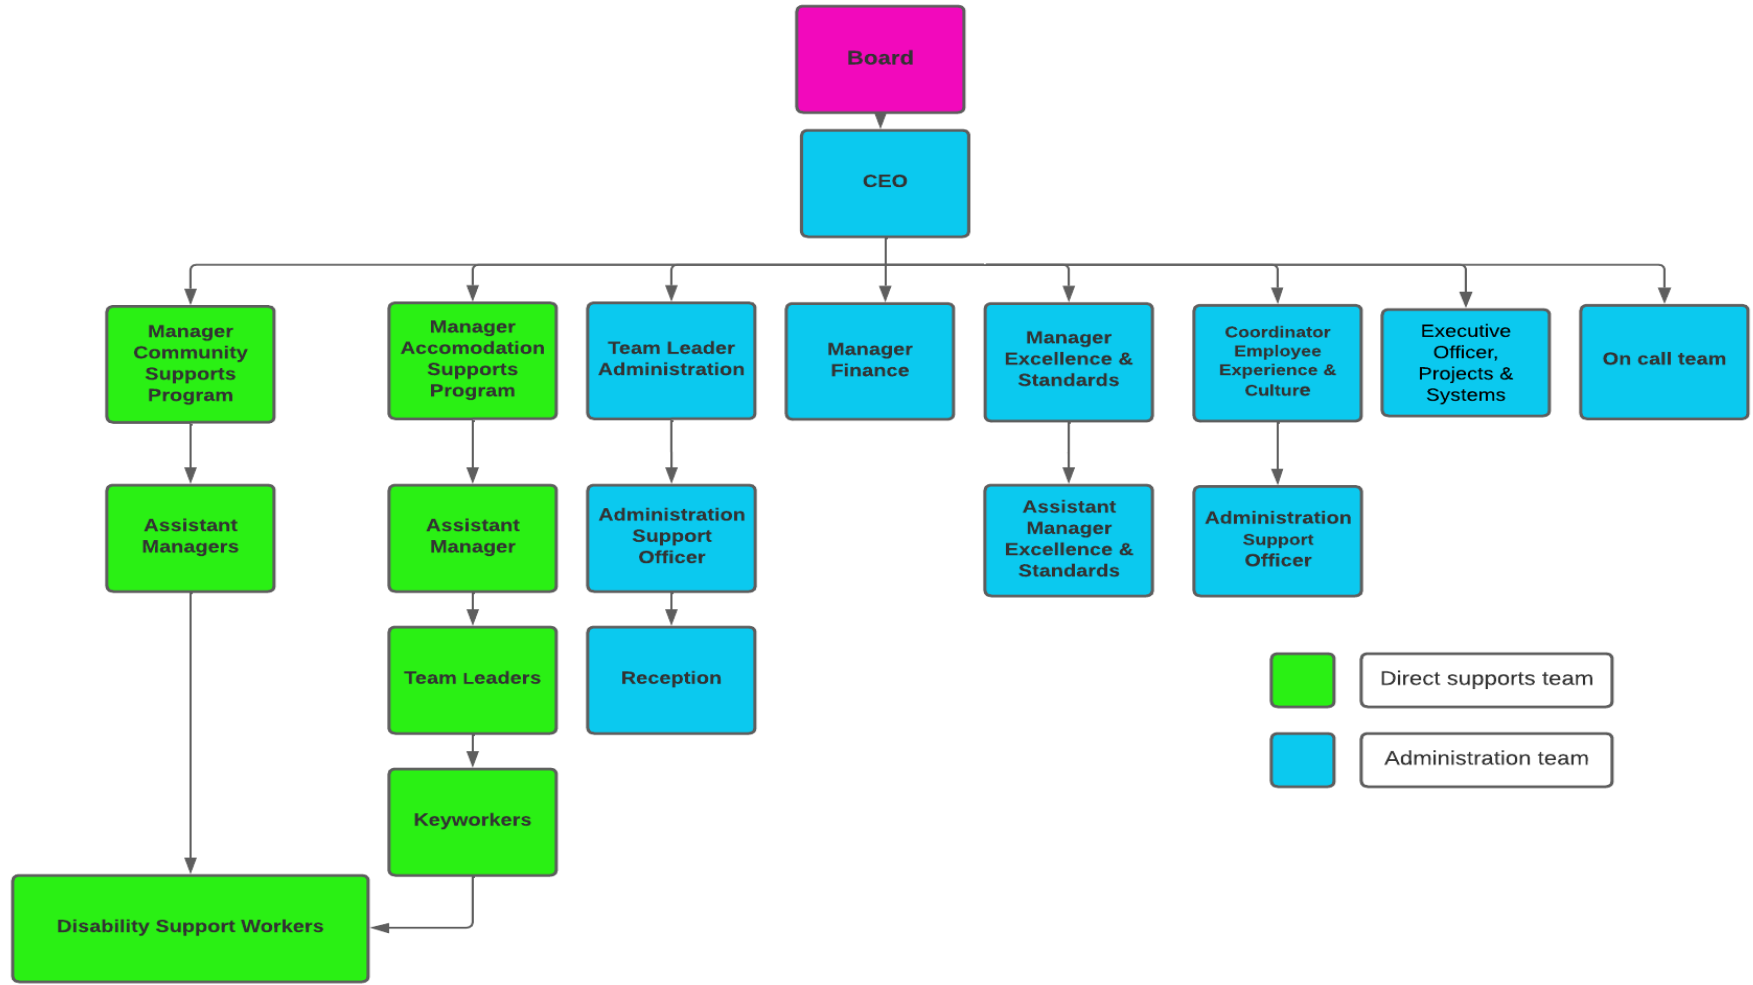 Board
CEO
Manager
Community
Supports
Program
Manager
Accomodation
Supports
Program
Team Leader
Administration
Manager
Finance
Manager
Excellence &
Standards
Coordinator
Employee
Experience &
Culture
Executive
Officer,
Projects &
Systems
On call team
Assistant
Managers
Assistant
Manager
Administration
Support
Officer
Assistant
Manager
Excellence &
Standards
Administration
Support
Officer
Team Leaders
Reception
Direct supports team
Administration team
Keyworkers
Disability Support Workers